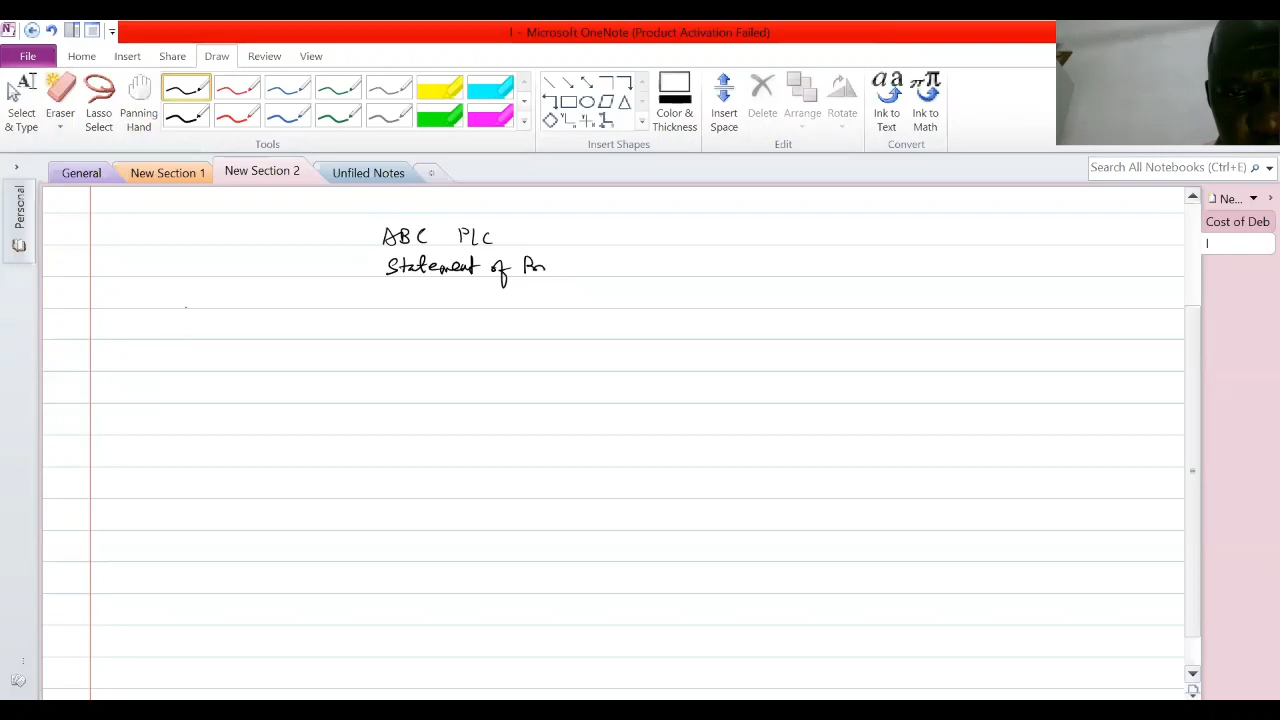 I - Microsoft OneNote (Product Activation Failed)
File Home Insert Share Draw Review View
Select & Type
Eraser
Lasso Select
Panning Hand
Color & Thickness
Insert Space
Delete
Arrange
Rotate
Ink to Text
Ink to Math
Tools
Insert Shapes
Edit
Convert
General New Section 1 New Section 2 Unfiled Notes
Search All Notebooks (Ctrl+E)
Personal
Ne...
Cost of Deb
I
ABC PLC
Statement of